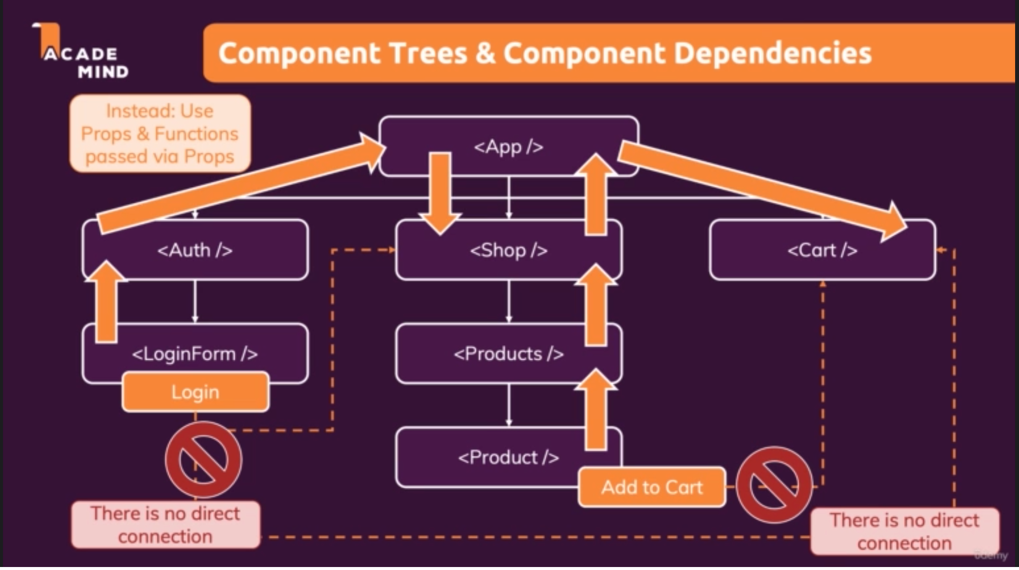 ACADE
MIND
Component Trees & Component Dependencies
Instead: Use
Props & Functions
passed via Props
<App />
<Auth />
<Shop />
<Cart />
<LoginForm />
Login
<Products />
<Product />
Add to Cart
There is no direct
connection
There is no direct
connection
udemy